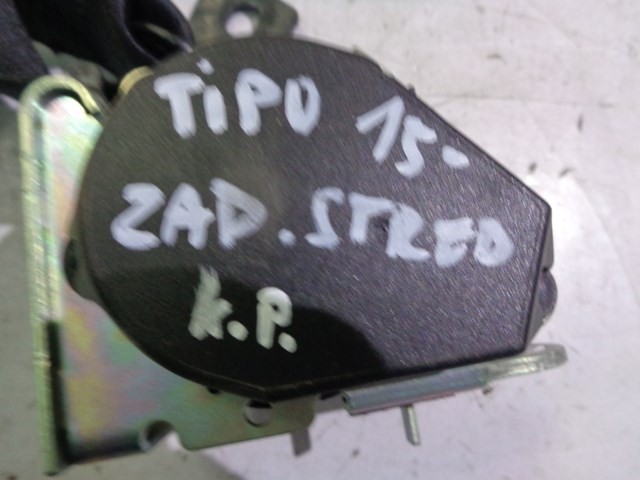 TiPO 15-
ZAD. STRED
K.P.